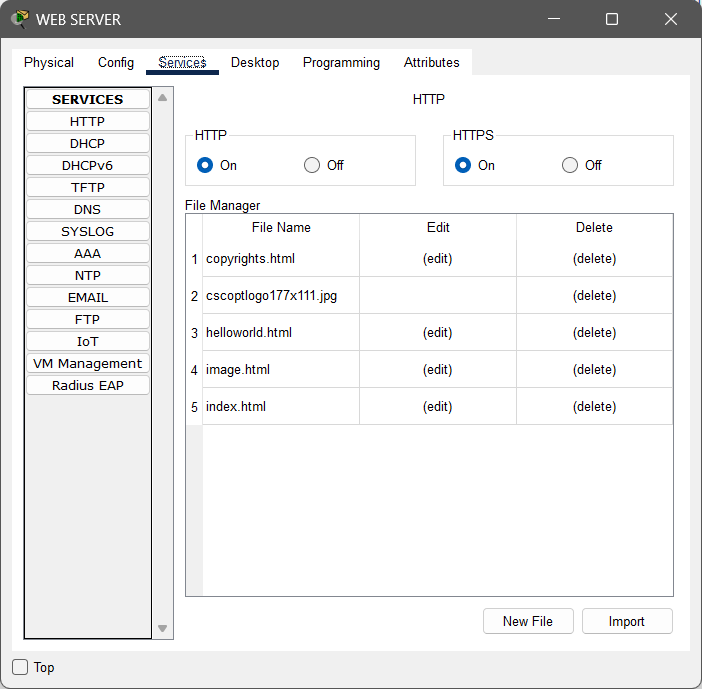 WEB SERVER
Physical Config Services Desktop Programming Attributes
SERVICES
HTTP
DHCP
DHCPv6
TFTP
DNS
SYSLOG
AAA
NTP
EMAIL
FTP
IoT
VM Management
Radius EAP
HTTP
HTTP
On Off
HTTPS
On Off
File Manager
File Name Edit Delete
1 copyrights.html (edit) (delete)
2 cscoptlogo177x111.jpg (delete)
3 helloworld.html (edit) (delete)
4 image.html (edit) (delete)
5 index.html (edit) (delete)
New File Import
Top